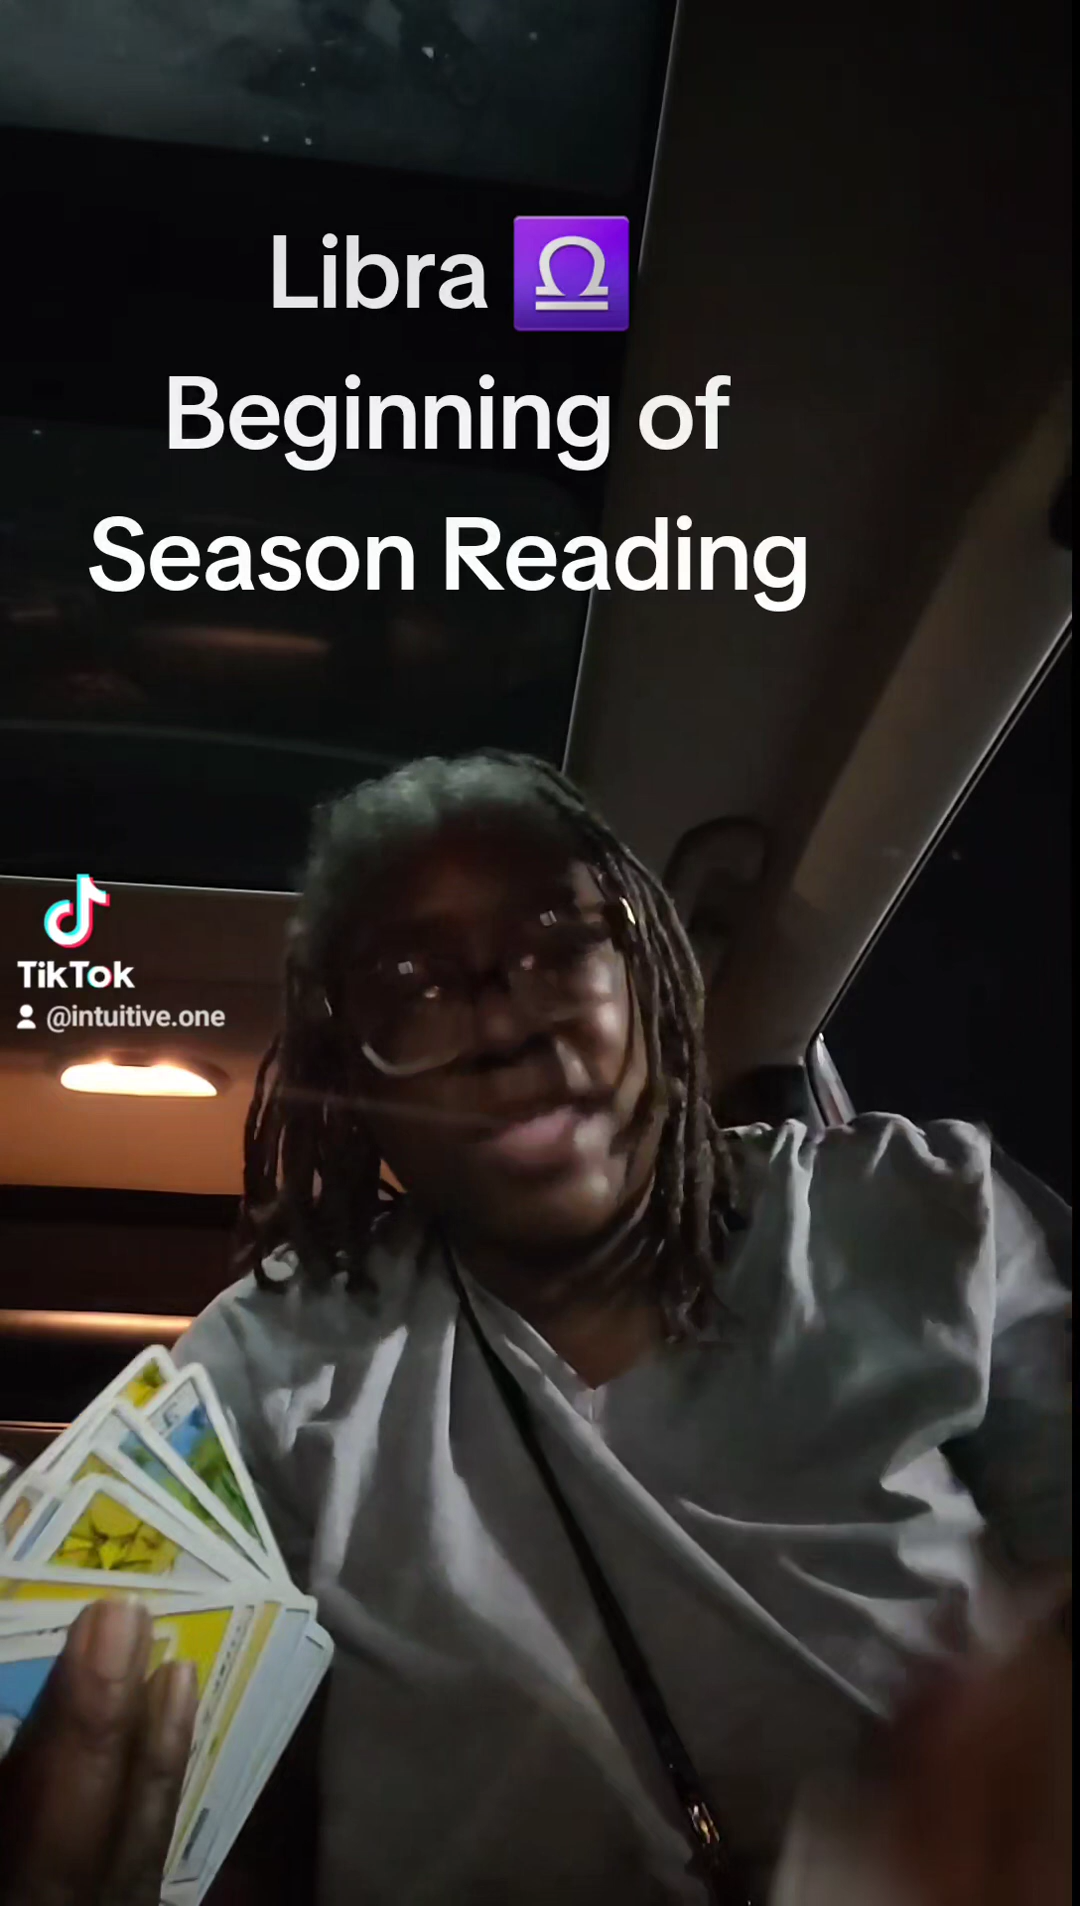 Libra ♎
Beginning of
Season Reading
TikTok
@intuitive.one